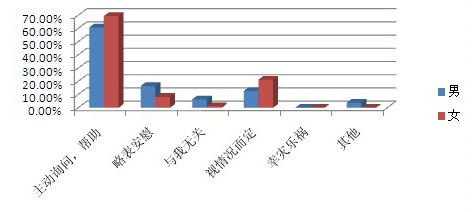 70.00%
60.00%
50.00%
40.00%
30.00%
20.00%
10.00%
0.00%
主动询问，帮助
略表安慰
与我无关
视情况而定
幸灾乐祸
其他
男
女